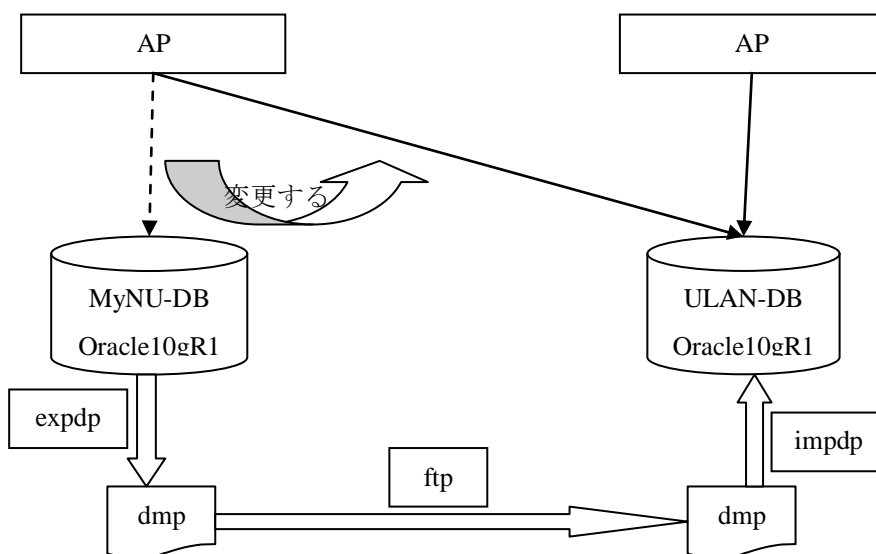 AP
AP
変更する
MyNU-DB
Oracle10gR1
ULAN-DB
Oracle10gR1
expdp
impdp
ftp
dmp
dmp